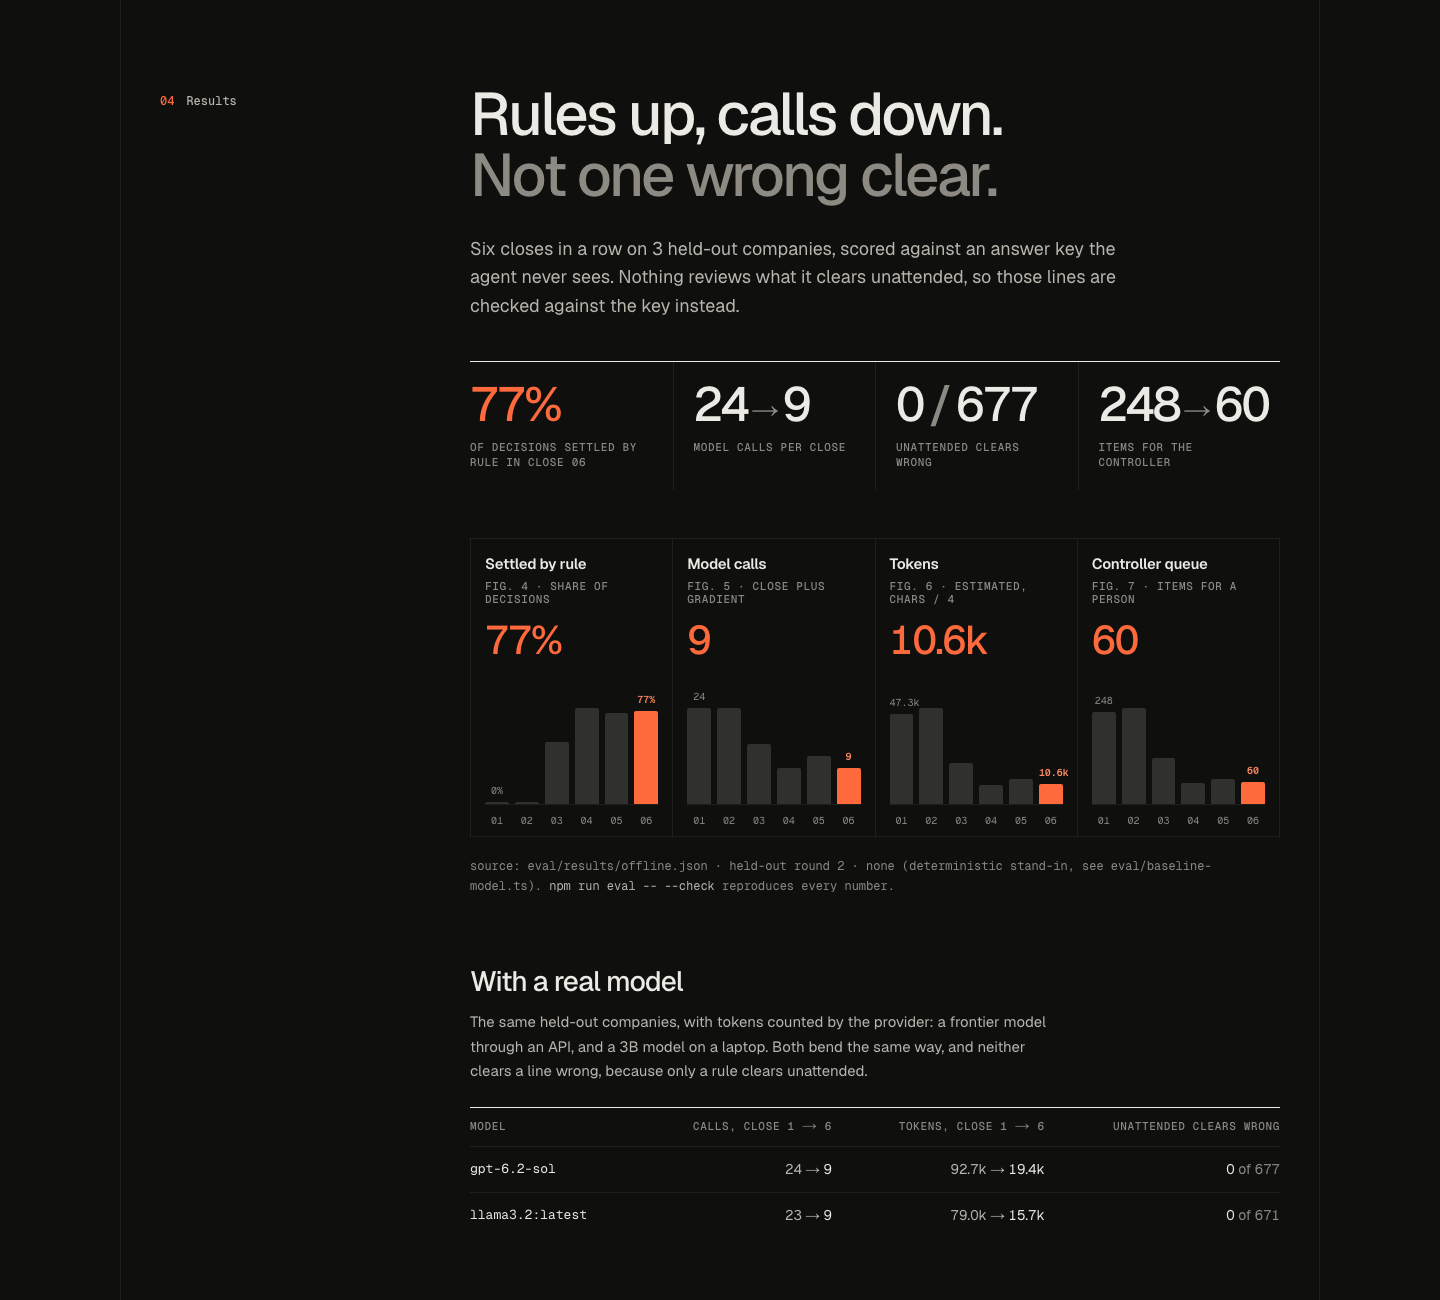 04 Results
Rules up, calls down.
Not one wrong clear.
Six closes in a row on 3 held-out companies, scored against an answer key the
agent never sees. Nothing reviews what it clears unattended, so those lines are
checked against the key instead.
77%
OF DECISIONS SETTLED BY
RULE IN CLOSE 06
24→9
MODEL CALLS PER CLOSE
0/677
UNATTENDED CLEARS
WRONG
248→60
ITEMS FOR THE
CONTROLLER
Settled by rule
FIG. 4 · SHARE OF
DECISIONS
77%
77%
0%
01 02 03 04 05 06
Model calls
FIG. 5 · CLOSE PLUS
GRADIENT
9
24
9
01 02 03 04 05 06
Tokens
FIG. 6 · ESTIMATED,
CHARS / 4
10.6k
47.3k
10.6k
01 02 03 04 05 06
Controller queue
FIG. 7 · ITEMS FOR A
PERSON
60
248
60
01 02 03 04 05 06
source: eval/results/offline.json · held-out round 2 · none (deterministic stand-in, see eval/baseline-
model.ts). npm run eval -- --check reproduces every number.
With a real model
The same held-out companies, with tokens counted by the provider: a frontier model
through an API, and a 3B model on a laptop. Both bend the same way, and neither
clears a line wrong, because only a rule clears unattended.
MODEL CALLS, CLOSE 1 → 6 TOKENS, CLOSE 1 → 6 UNATTENDED CLEARS WRONG
gpt-6.2-sol 24 → 9 92.7k → 19.4k 0 of 677
llama3.2:latest 23 → 9 79.0k → 15.7k 0 of 671